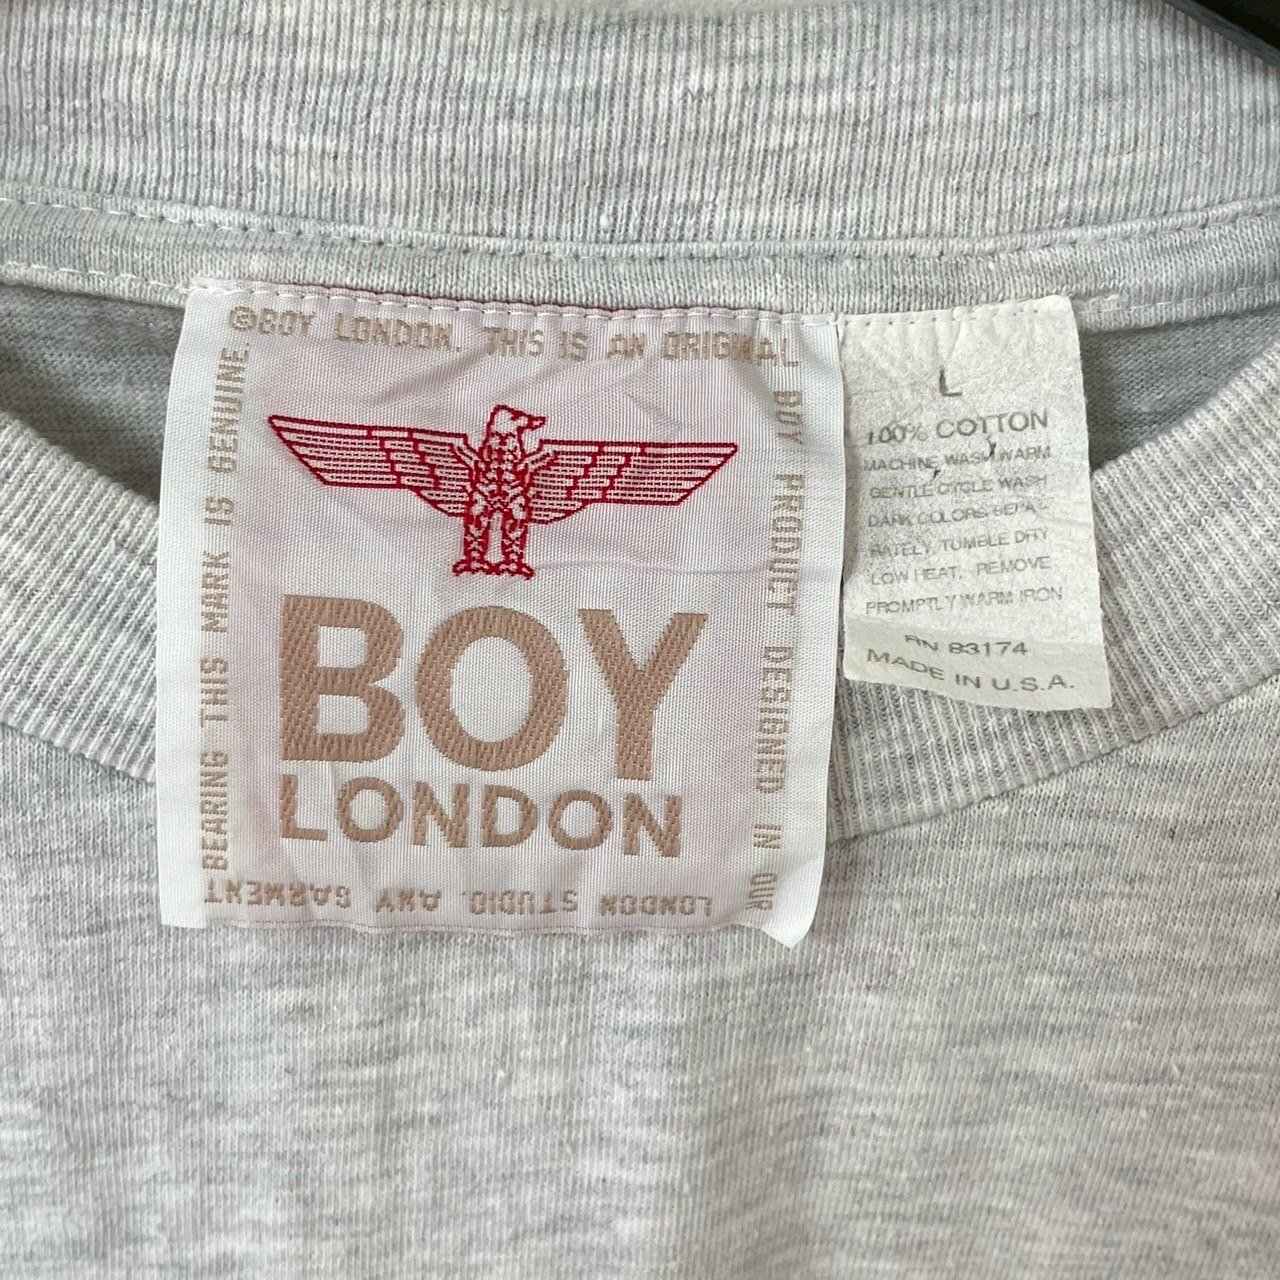 ©BOY LONDON. THIS IS AN ORIGINAL
BOY PRODUCT DESIGNED IN OUR
LONDON STUDIO. ANY GARMENT
BEARING THIS MARK IS GENUINE.
BOY
LONDON
L
100% COTTON
MACHINE WASH WARM
GENTLE CYCLE WASH
DARK COLORS SEPA-
RATELY, TUMBLE DRY
LOW HEAT, REMOVE
PROMPTLY WARM IRON
RN 83174
MADE IN U.S.A.